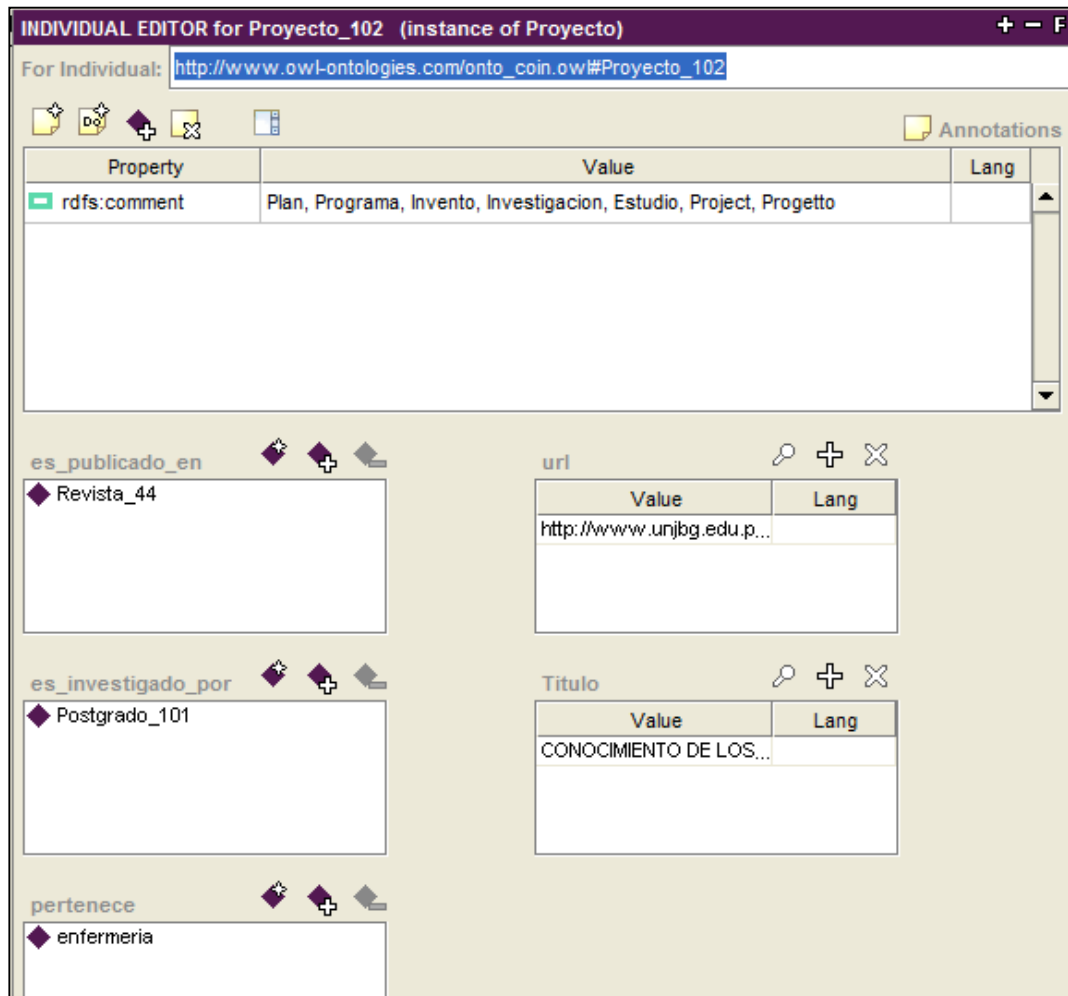 INDIVIDUAL EDITOR for Proyecto_102 (instance of Proyecto) + − F
For Individual: http://www.owl-ontologies.com/onto_coin.owl#Proyecto_102
Annotations
Property Value Lang
rdfs:comment Plan, Programa, Invento, Investigacion, Estudio, Project, Progetto
es_publicado_en url
Revista_44 Value Lang
http://www.unjbg.edu.p...
es_investigado_por Titulo
Postgrado_101 Value Lang
CONOCIMIENTO DE LOS...
pertenece
enfermeria